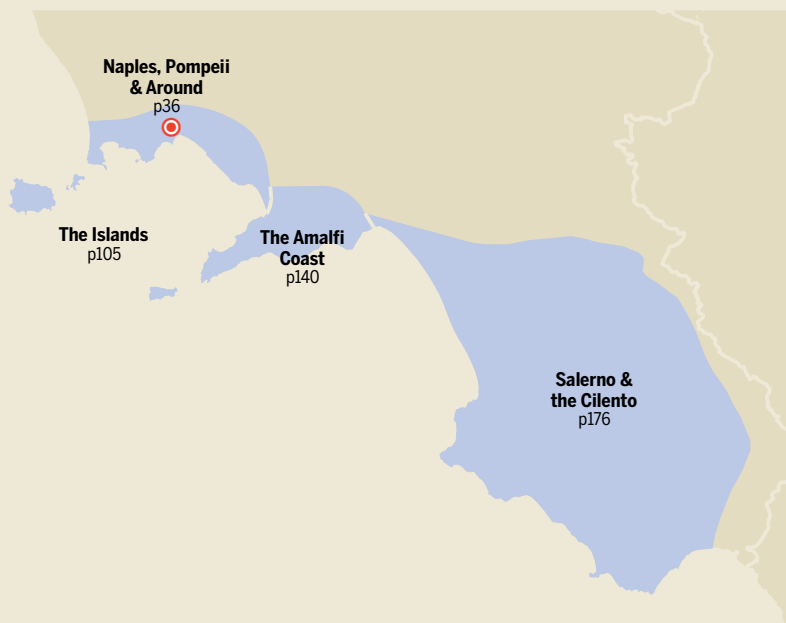 Naples, Pompeii
& Around
p36
The Islands
p105
The Amalfi
Coast
p140
Salerno &
the Cilento
p176